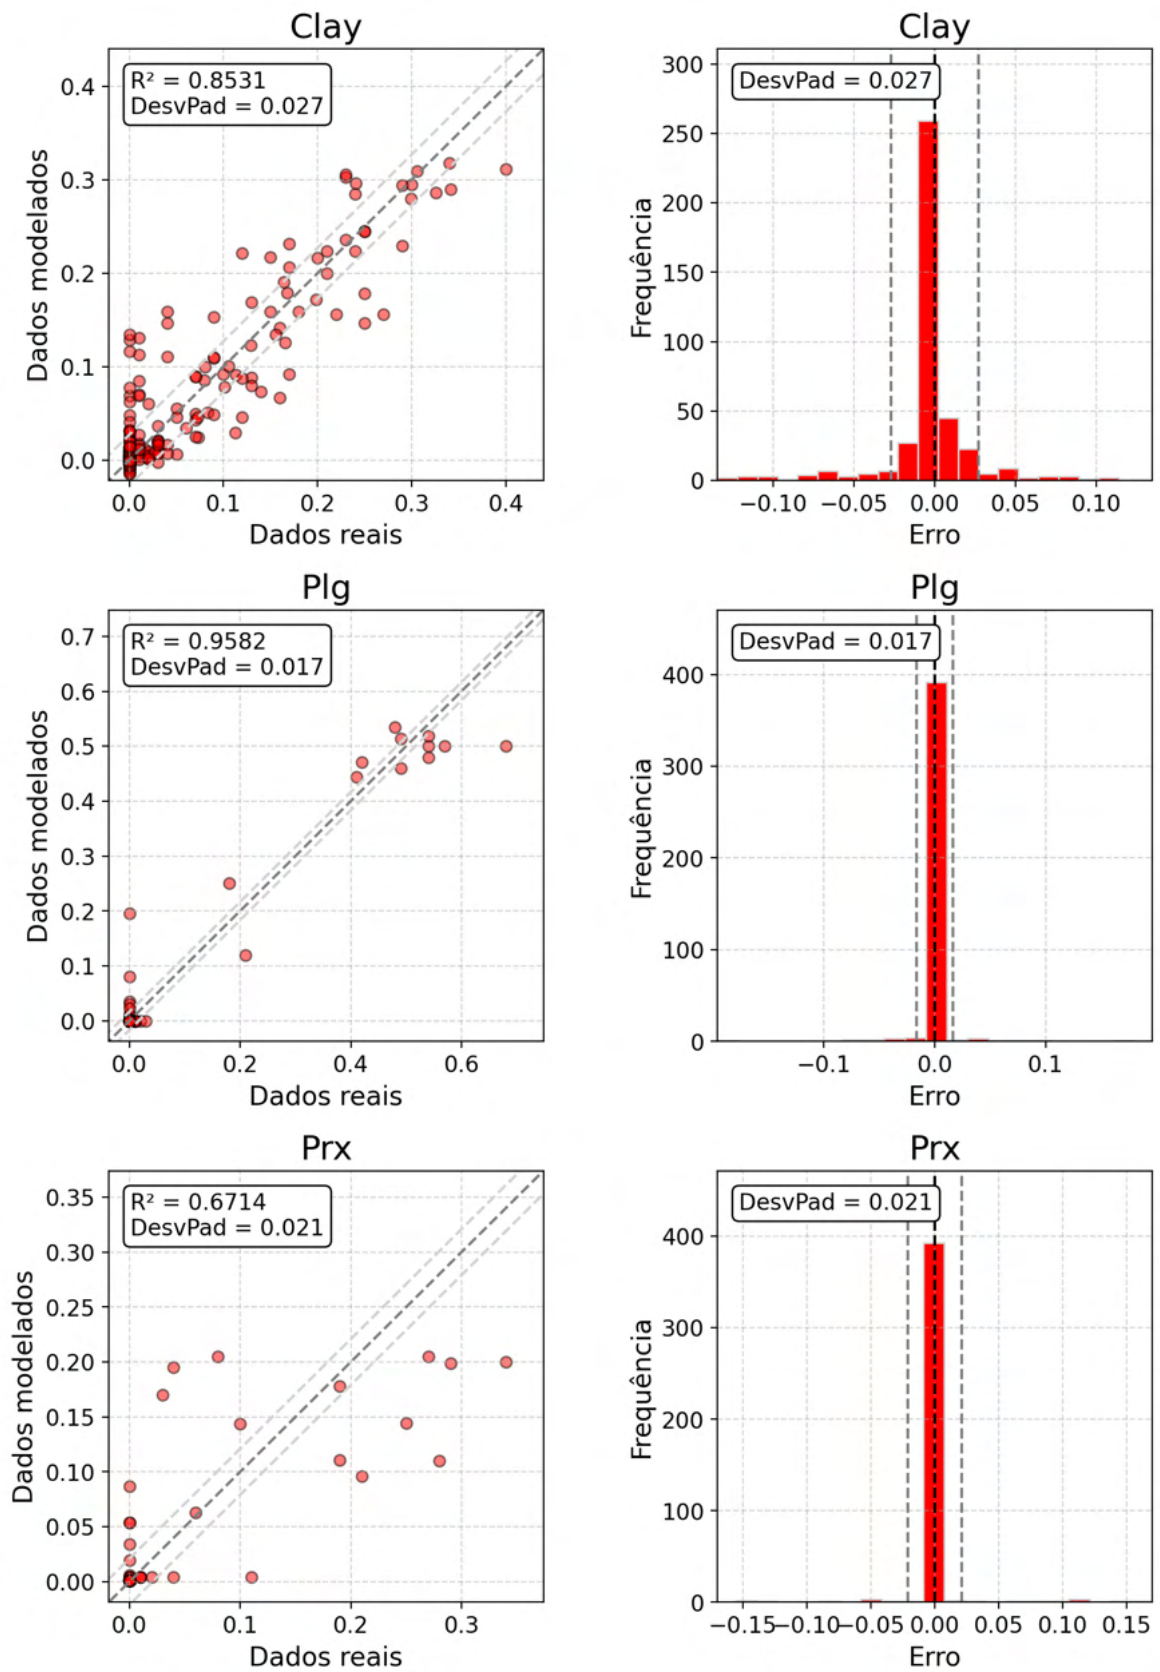 Clay
R² = 0.8531
DesvPad = 0.027
0.4
0.3
0.2
0.1
0.0
Dados modelados
0.0 0.1 0.2 0.3 0.4
Dados reais
Clay
DesvPad = 0.027
300
250
200
150
100
50
0
Frequência
−0.10 −0.05 0.00 0.05 0.10
Erro
Plg
R² = 0.9582
DesvPad = 0.017
0.7
0.6
0.5
0.4
0.3
0.2
0.1
0.0
Dados modelados
0.0 0.2 0.4 0.6
Dados reais
Plg
DesvPad = 0.017
400
300
200
100
0
Frequência
−0.1 0.0 0.1
Erro
Prx
R² = 0.6714
DesvPad = 0.021
0.35
0.30
0.25
0.20
0.15
0.10
0.05
0.00
Dados modelados
0.0 0.1 0.2 0.3
Dados reais
Prx
DesvPad = 0.021
400
300
200
100
0
Frequência
−0.15 −0.10 −0.05 0.00 0.05 0.10 0.15
Erro